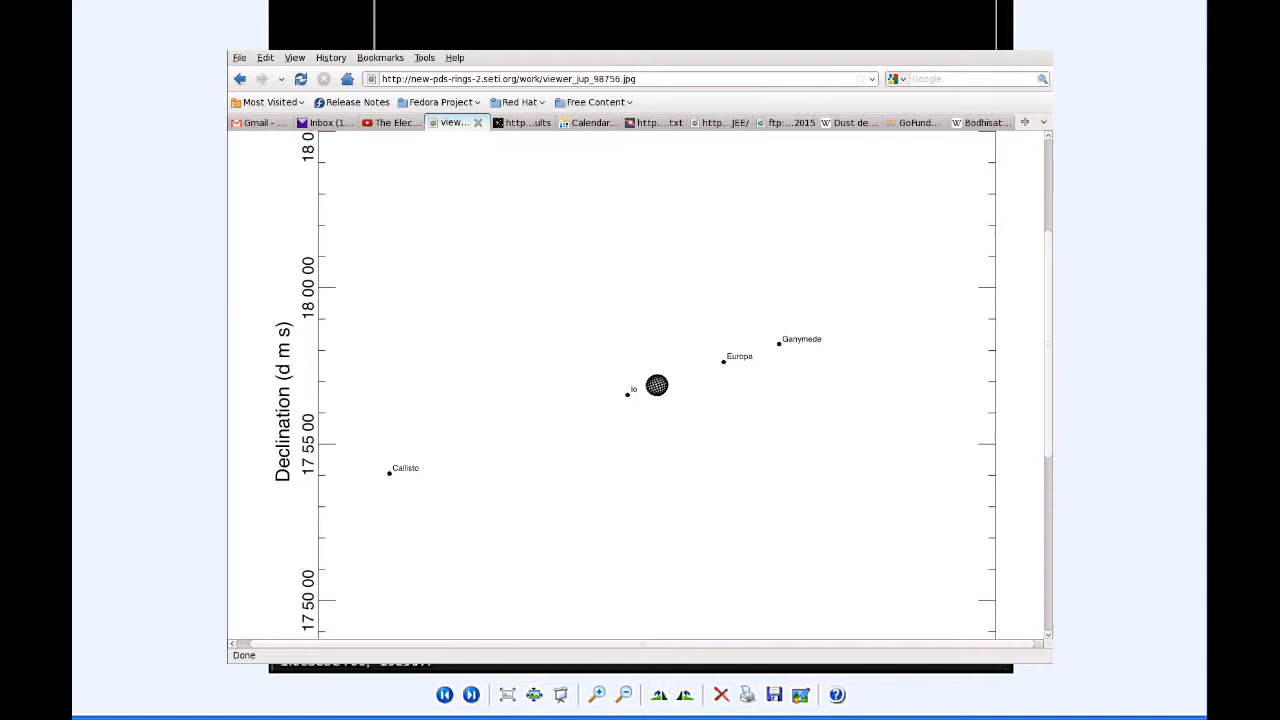 File Edit View History Bookmarks Tools Help
http://new-pds-rings-2.seti.org/work/viewer_jup_98756.jpg Google
Most Visited Release Notes Fedora Project Red Hat Free Content
Gmail - ... Inbox (1... The Elec... view... http...ults Calendar... http....txt http...JEE/ ftp:...2015 Dust de... GoFund... Bodhisat...
18 0
18 00 00
Declination (d m s)
Ganymede
Europa
Io
17 55 00
Callisto
17 50 00
Done